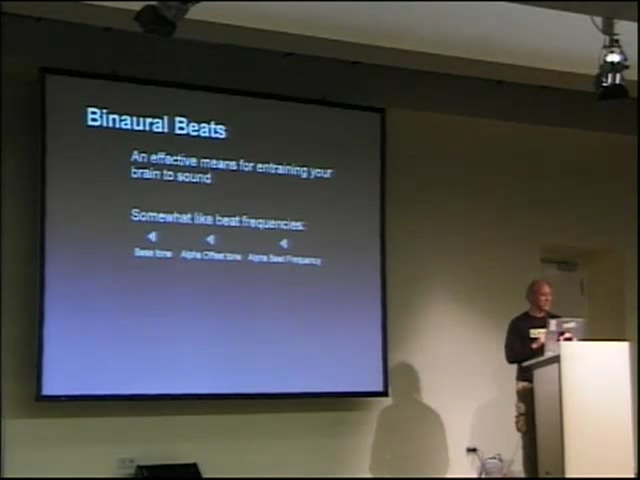 Binaural Beats
An effective means for entraining your
brain to sound
Somewhat like beat frequencies:
Base tone Alpha Offset tone Alpha Beat Frequency